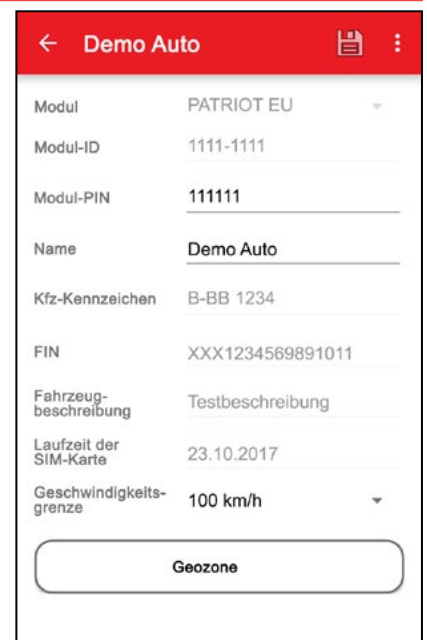 Demo Auto
Modul PATRIOT EU
Modul-ID 1111-1111
Modul-PIN 111111
Name Demo Auto
Kfz-Kennzeichen B-BB 1234
FIN XXX1234569891011
Fahrzeug-
beschreibung Testbeschreibung
Laufzeit der
SIM-Karte 23.10.2017
Geschwindigkeits-
grenze 100 km/h
Geozone